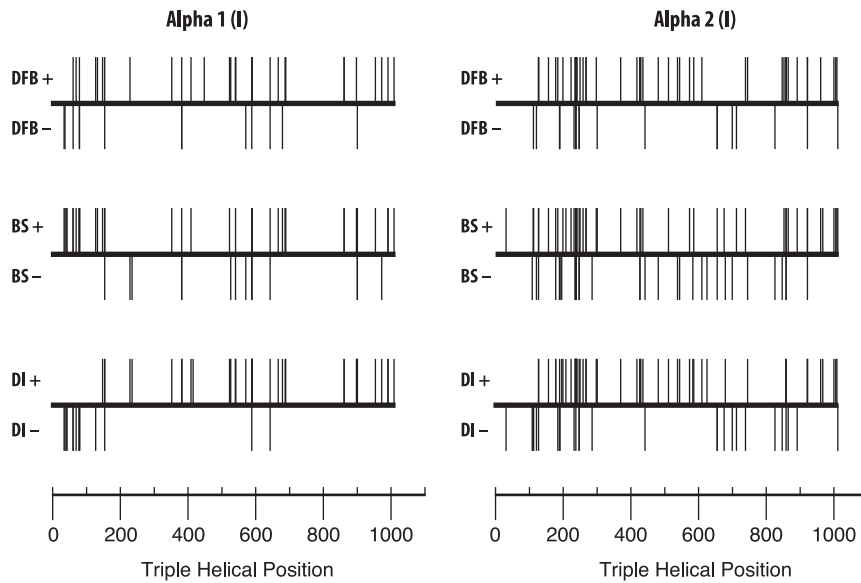 Alpha 1 (I)
Alpha 2 (I)
DFB +
DFB –
DFB +
DFB –
BS +
BS –
BS +
BS –
DI +
DI –
DI +
DI –
0 200 400 600 800 1000
0 200 400 600 800 1000
Triple Helical Position
Triple Helical Position